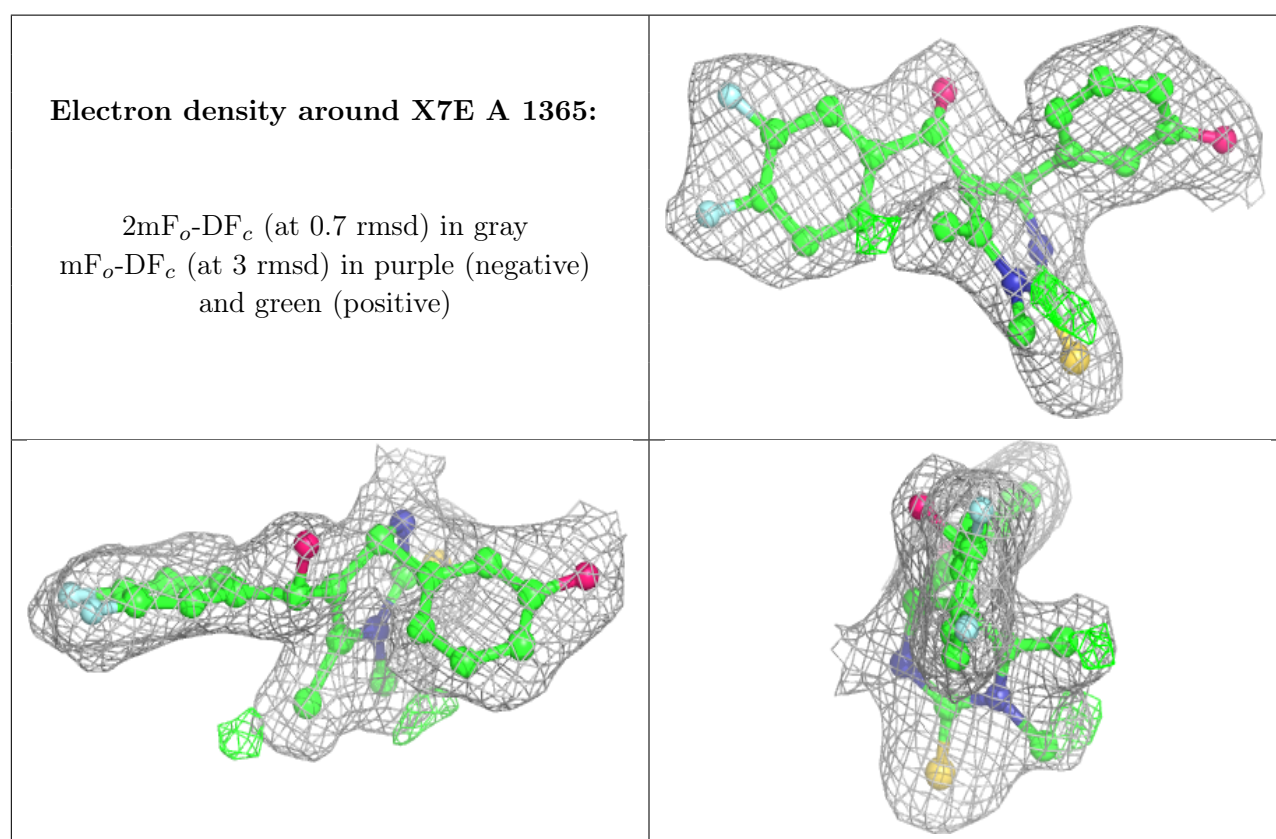 Electron density around X7E A 1365:
2mFo-DFc (at 0.7 rmsd) in gray
mFo-DFc (at 3 rmsd) in purple (negative)
and green (positive)